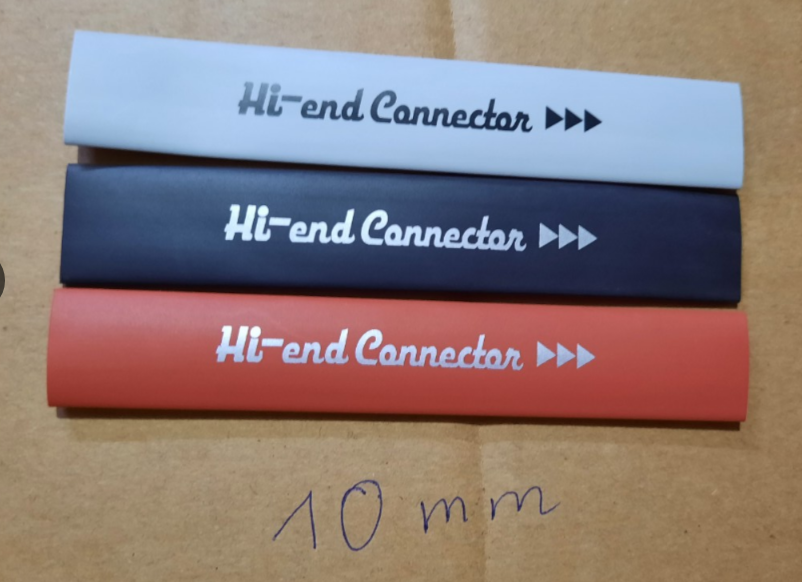 Hi-end Connector ▶▶▶
Hi-end Connector ▶▶▶
Hi-end Connector ▶▶▶
10 mm